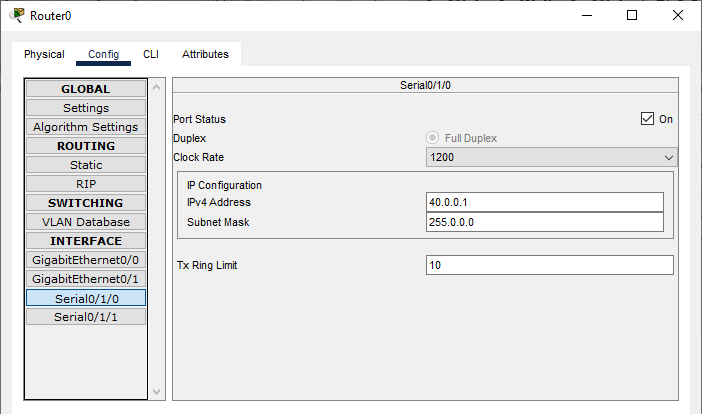 Router0
Physical Config CLI Attributes
GLOBAL
Settings
Algorithm Settings
ROUTING
Static
RIP
SWITCHING
VLAN Database
INTERFACE
GigabitEthernet0/0
GigabitEthernet0/1
Serial0/1/0
Serial0/1/1
Serial0/1/0
Port Status On
Duplex Full Duplex
Clock Rate 1200
IP Configuration
IPv4 Address 40.0.0.1
Subnet Mask 255.0.0.0
Tx Ring Limit 10